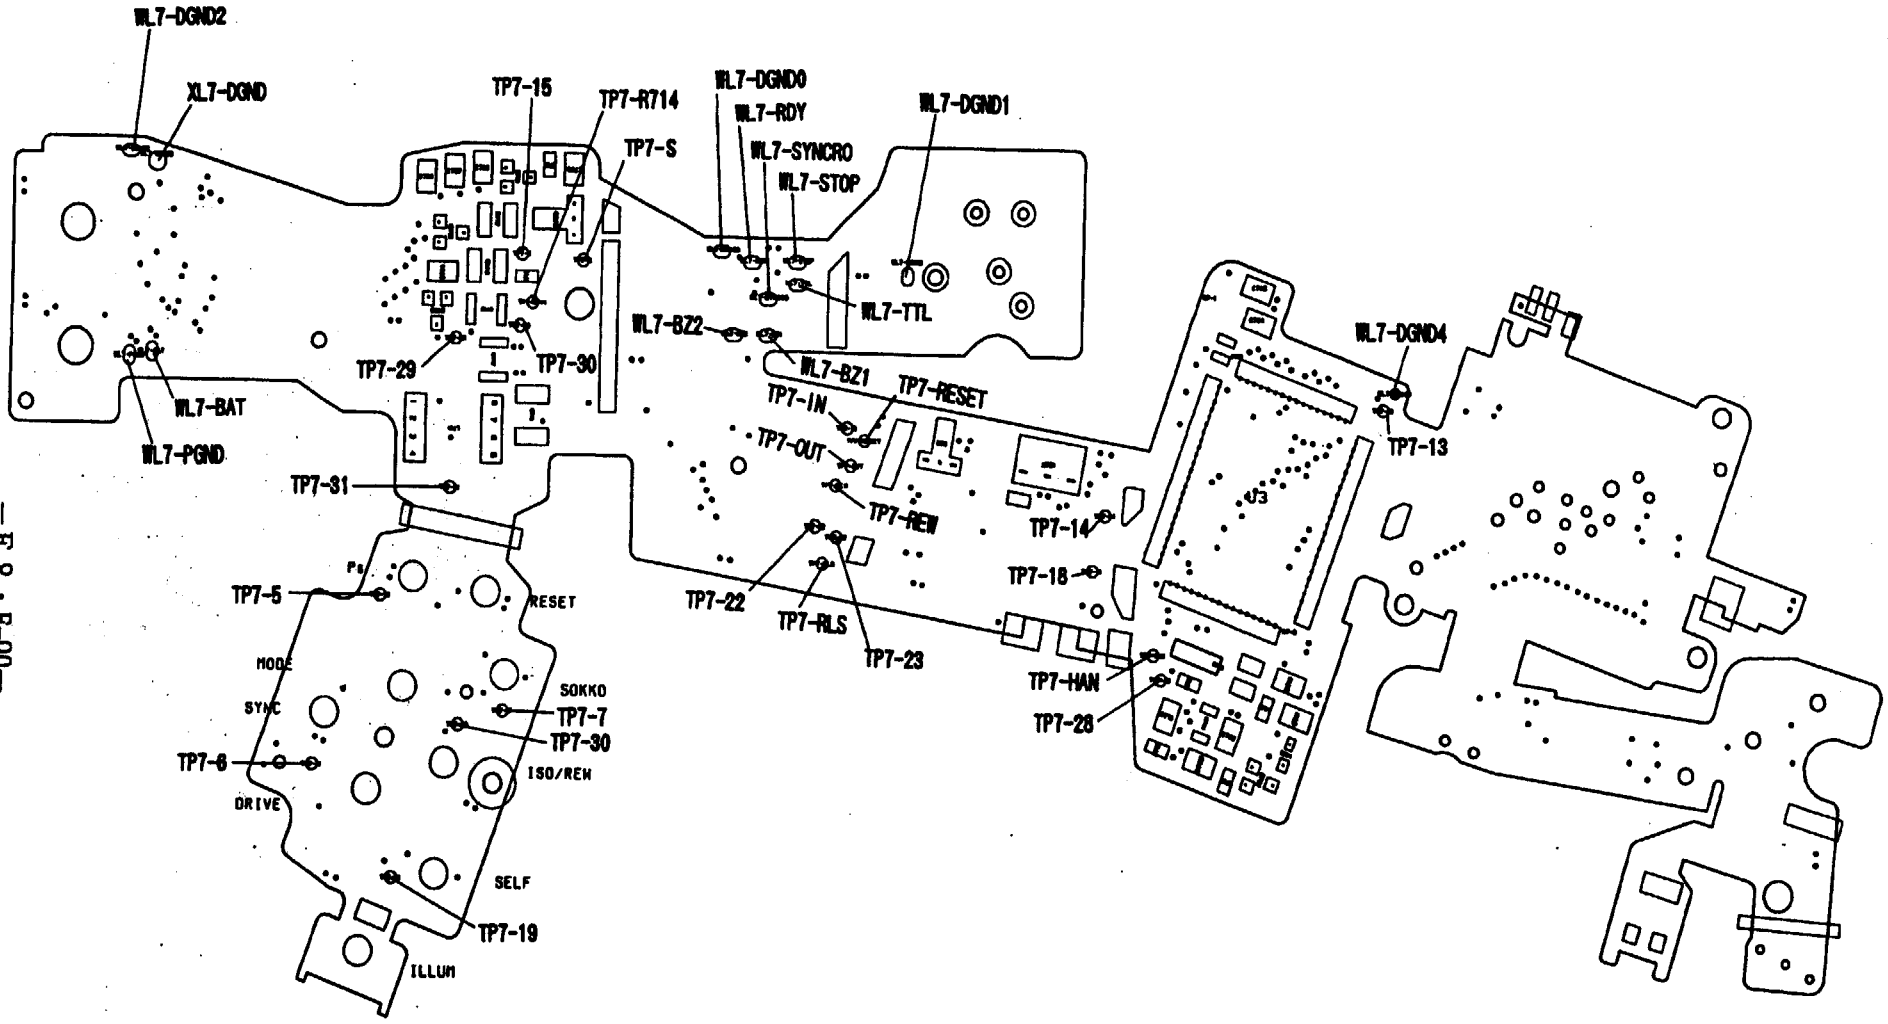 WL7-DGND2
XL7-DGND
TP7-15
TP7-R714
TP7-S
WL7-DGND0
WL7-RDY
WL7-SYNCRO
WL7-STOP
WL7-DGND1
WL7-TTL
WL7-BZ2
WL7-BZ1
WL7-DGND4
TP7-13
TP7-29
TP7-30
WL7-BAT
WL7-PGND
TP7-IN
TP7-RESET
TP7-OUT
TP7-REW
TP7-31
TP7-14
U3
TP7-18
TP7-22
TP7-RLS
TP7-23
TP7-HAN
TP7-28
TP7-5
RESET
MODE
SYNC
SOKKO
TP7-7
TP7-30
TP7-6
ISO/REW
DRIVE
SELF
TP7-19
ILLUM